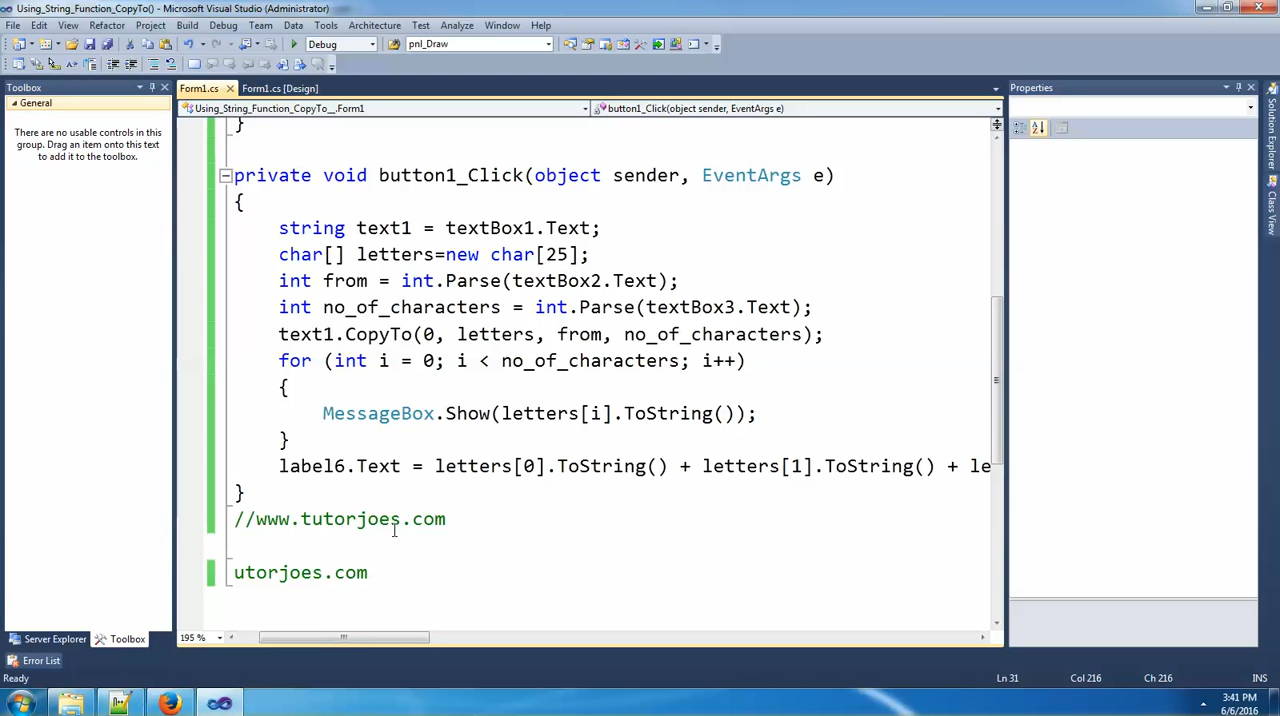 Using_String_Function_CopyTo() - Microsoft Visual Studio (Administrator)
File Edit View Refactor Project Build Debug Team Data Tools Architecture Test Analyze Window Help
Debug pnl_Draw
Toolbox
General
There are no usable controls in this
group. Drag an item onto this text
to add it to the toolbox.
Form1.cs Form1.cs [Design]
Using_String_Function_CopyTo__.Form1 button1_Click(object sender, EventArgs e)
}
private void button1_Click(object sender, EventArgs e)
{
string text1 = textBox1.Text;
char[] letters=new char[25];
int from = int.Parse(textBox2.Text);
int no_of_characters = int.Parse(textBox3.Text);
text1.CopyTo(0, letters, from, no_of_characters);
for (int i = 0; i < no_of_characters; i++)
{
MessageBox.Show(letters[i].ToString());
}
label6.Text = letters[0].ToString() + letters[1].ToString() + le
}
//www.tutorjoes.com
utorjoes.com
195 %
Properties
Solution Explorer
Class View
Server Explorer Toolbox
Error List
Ready Ln 31 Col 216 Ch 216 INS
3:41 PM
6/6/2016